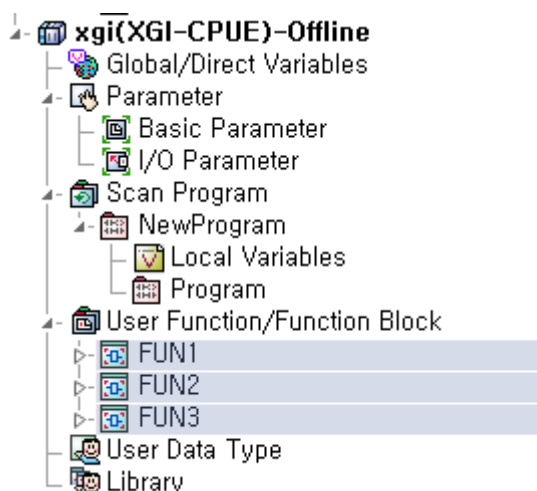 xgi(XGI-CPUE)-Offline
Global/Direct Variables
Parameter
Basic Parameter
I/O Parameter
Scan Program
NewProgram
Local Variables
Program
User Function/Function Block
FUN1
FUN2
FUN3
User Data Type
Library